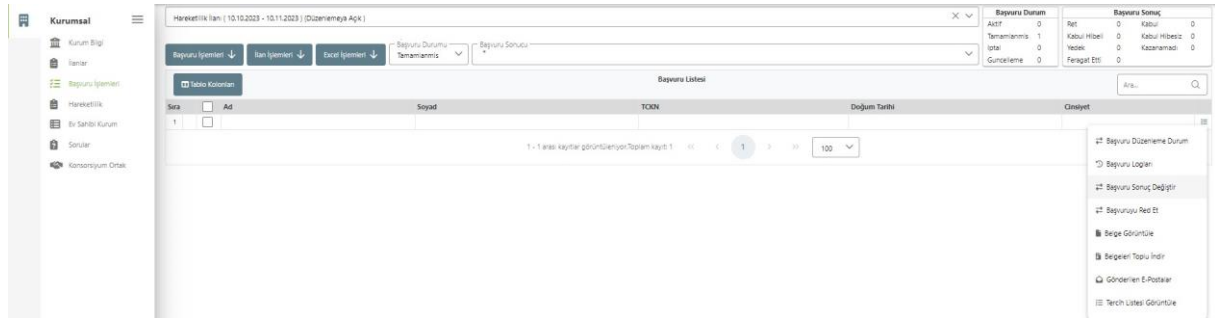 Kurumsal
Kurum Bilgi
İlanlar
Başvuru İşlemleri
Hareketlilik
Ev Sahibi Kurum
Sorular
Konsorsiyum Ortak
Hareketlilik İlanı ( 10.10.2023 - 10.11.2023 ) (Düzenlemeye Açık )
Başvuru İşlemleri
İlan İşlemleri
Excel İşlemleri
Başvuru Durumu
Tamamlanmis
Başvuru Sonucu
*
Başvuru Durum
Aktif 0
Tamamlanmis 1
Iptal 0
Guncelleme 0
Başvuru Sonuç
Ret 0 Kabul 0
Kabul Hibeli 0 Kabul Hibesiz 0
Yedek 0 Kazanamadi 0
Feragat Etti 0
Tablo Kolonları
Başvuru Listesi
Ara...
Sıra Ad Soyad TCKN Doğum Tarihi Cinsiyet
1
1 - 1 arası kayıtlar görüntüleniyor.Toplam kayıt: 1 1 100
Başvuru Düzenleme Durum
Başvuru Logları
Başvuru Sonuç Değiştir
Başvuruyu Red Et
Belge Görüntüle
Belgeleri Toplu İndir
Gönderilen E-Postalar
Tercih Listesi Görüntüle